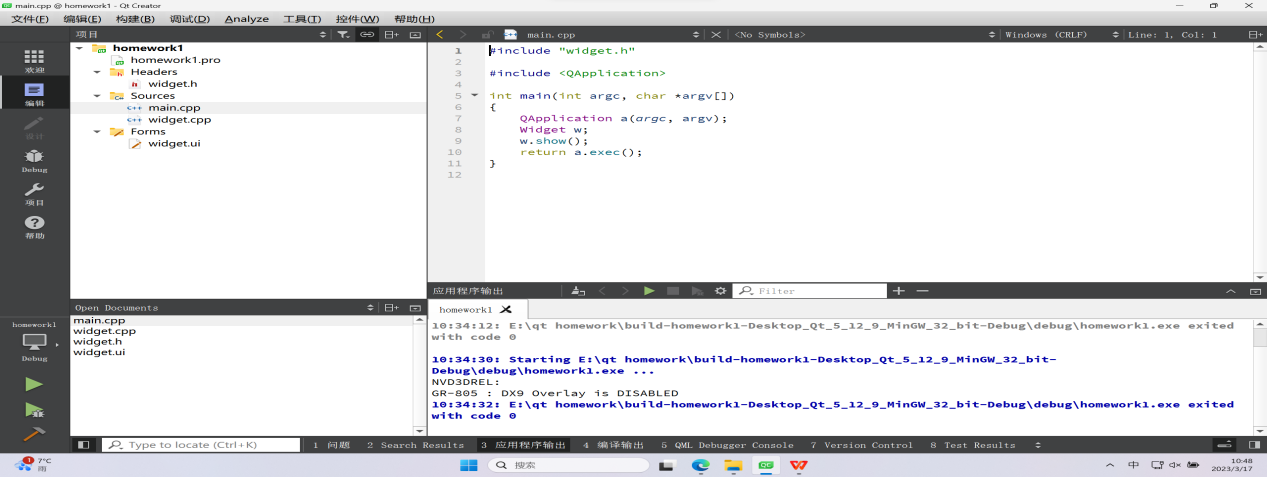 main.cpp @ homework1 - Qt Creator
文件(F) 编辑(E) 构建(B) 调试(D) Analyze 工具(T) 控件(W) 帮助(H)
项目
main.cpp
<No Symbols>
Windows (CRLF)
Line: 1, Col: 1
欢迎
编辑
设计
Debug
项目
帮助
homework1
homework1.pro
Headers
widget.h
Sources
main.cpp
widget.cpp
Forms
widget.ui
1 #include "widget.h"
2
3 #include <QApplication>
4
5 int main(int argc, char *argv[])
6 {
7 QApplication a(argc, argv);
8 Widget w;
9 w.show();
10 return a.exec();
11 }
12
Open Documents
main.cpp
widget.cpp
widget.h
widget.ui
homework1
Debug
应用程序输出
Filter
homework1
10:34:12: E:\qt homework\build-homework1-Desktop_Qt_5_12_9_MinGW_32_bit-Debug\debug\homework1.exe exited
with code 0
10:34:30: Starting E:\qt homework\build-homework1-Desktop_Qt_5_12_9_MinGW_32_bit-
Debug\debug\homework1.exe ...
NVD3DREL:
GR-805 : DX9 Overlay is DISABLED
10:34:32: E:\qt homework\build-homework1-Desktop_Qt_5_12_9_MinGW_32_bit-Debug\debug\homework1.exe exited
with code 0
Type to locate (Ctrl+K)
1 问题 2 Search Results 3 应用程序输出 4 编译输出 5 QML Debugger Console 7 Version Control 8 Test Results
1
7°C
雨
搜索
QC
中
10:48
2023/3/17